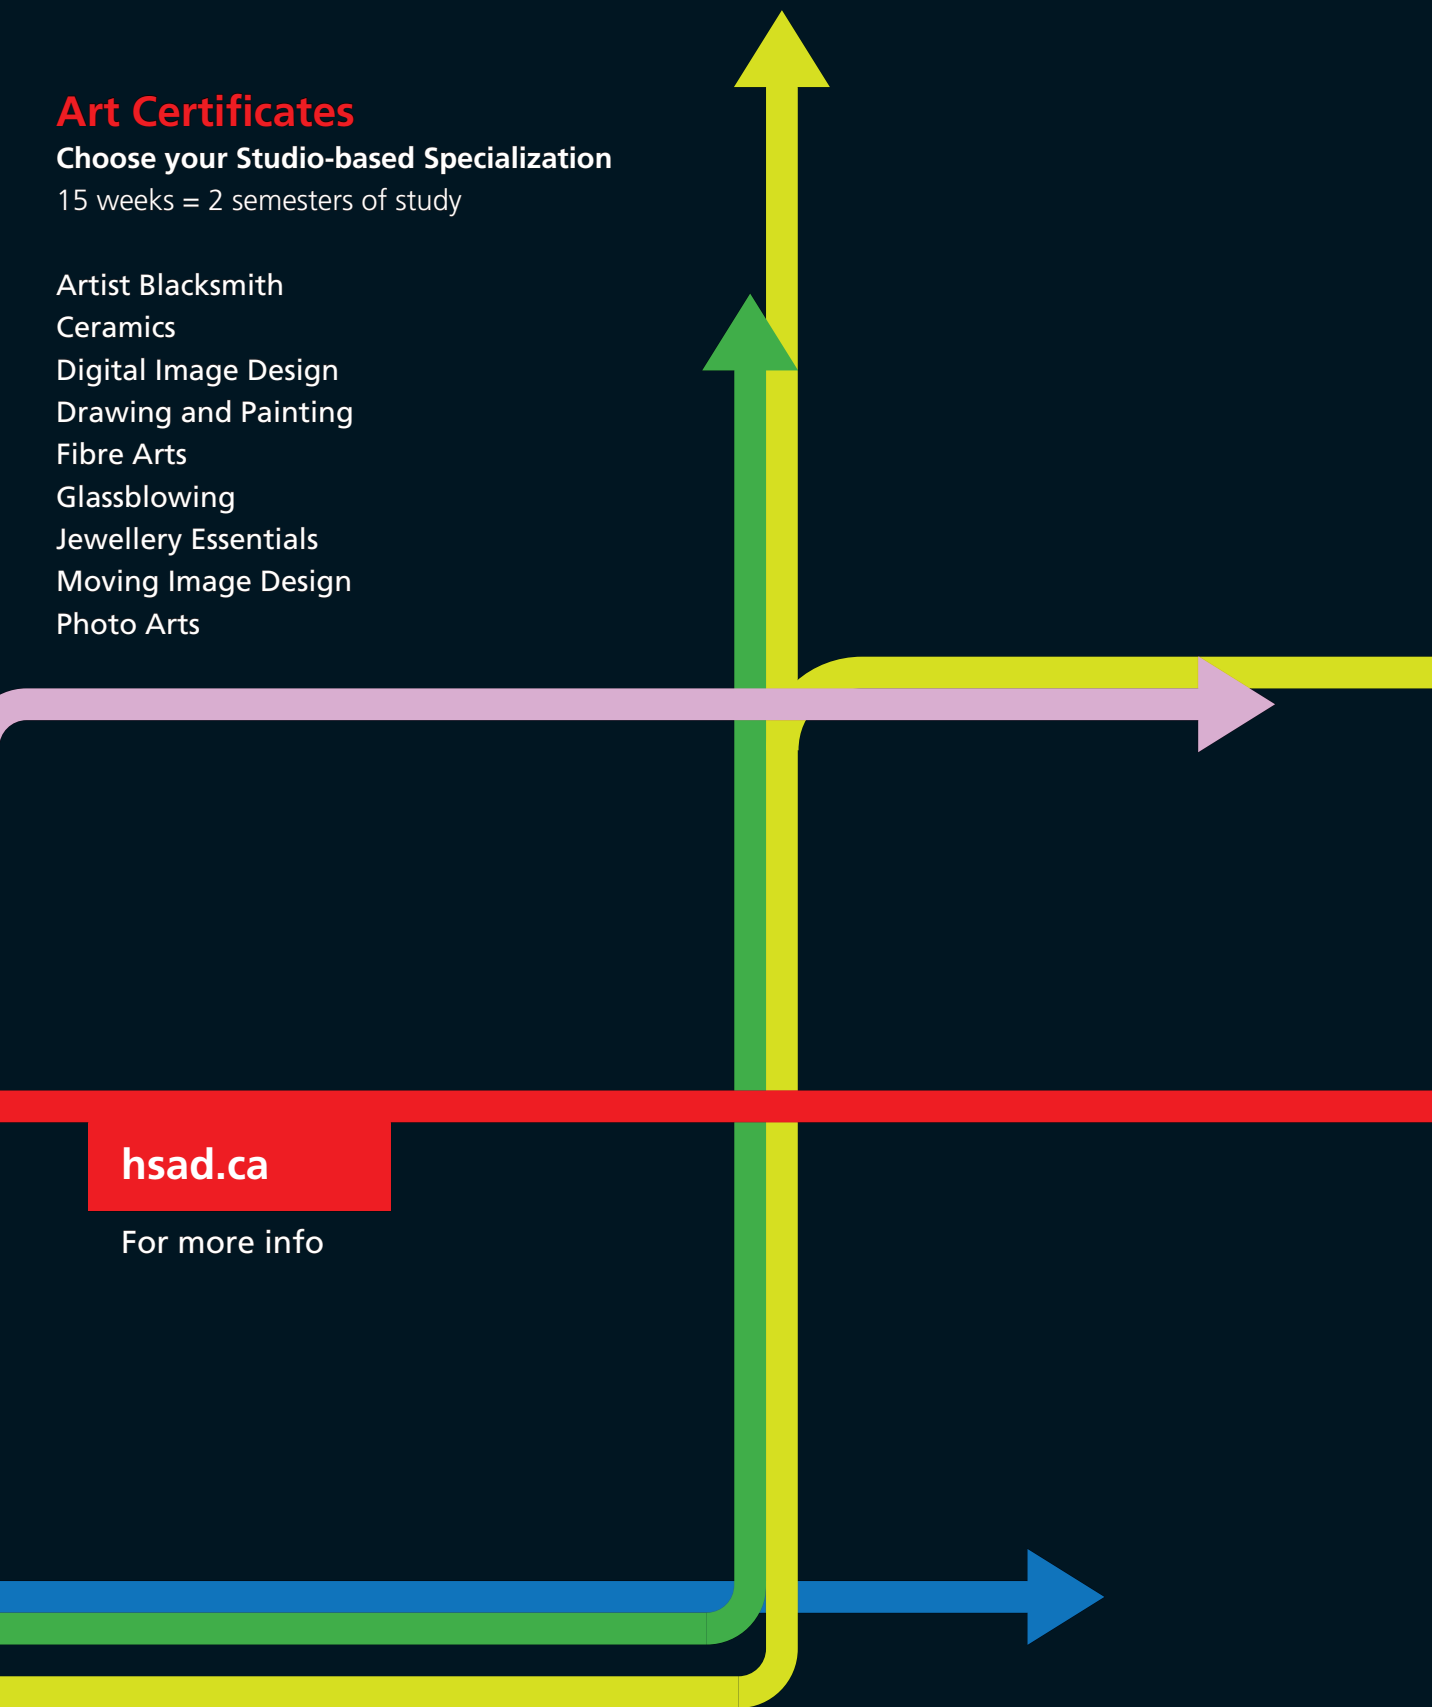 Art Certificates
Choose your Studio-based Specialization
15 weeks = 2 semesters of study
Artist Blacksmith
Ceramics
Digital Image Design
Drawing and Painting
Fibre Arts
Glassblowing
Jewellery Essentials
Moving Image Design
Photo Arts
hsad.ca
For more info